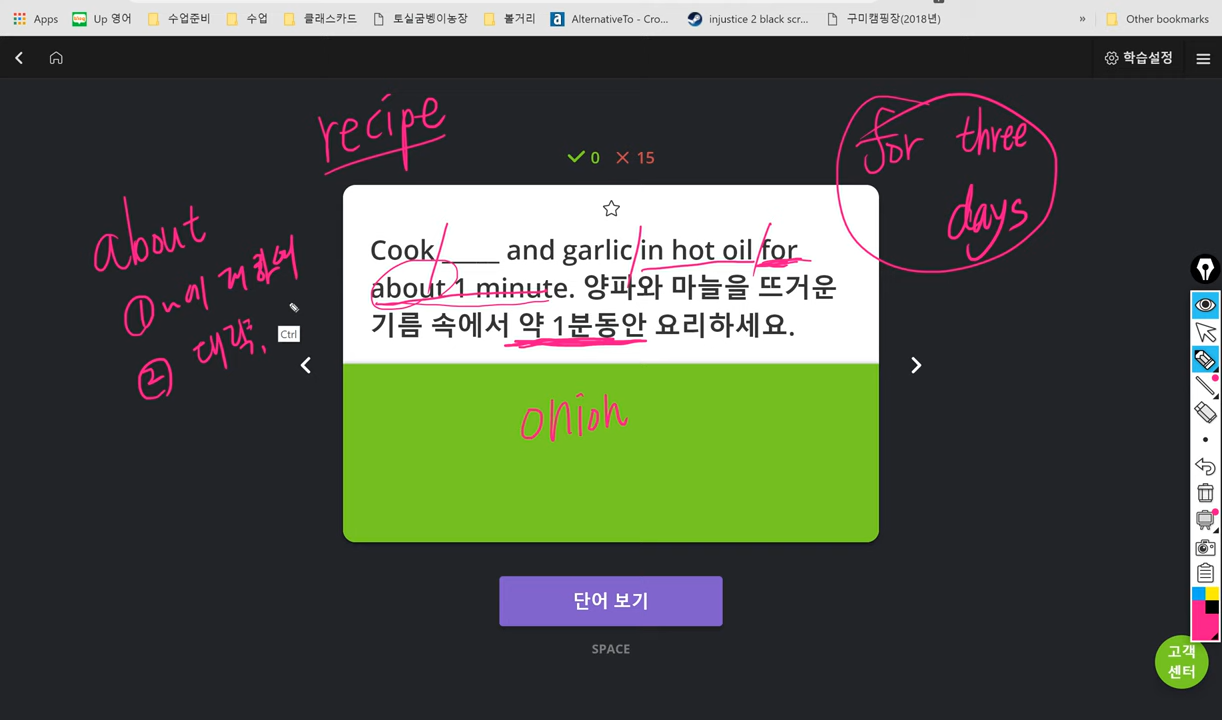 Apps Up 영어 수업준비 수업 클래스카드 토실굼벵이농장 볼거리 AlternativeTo - Cro... injustice 2 black scr... 구미캠핑장(2018년) » Other bookmarks
학습설정
recipe
for three
days
0 15
about
① n에 대하여
② 대략.
Cook _____ and garlic in hot oil for
about 1 minute. 양파와 마늘을 뜨거운
기름 속에서 약 1분동안 요리하세요.
Ctrl
onion
단어 보기
SPACE
고객
센터